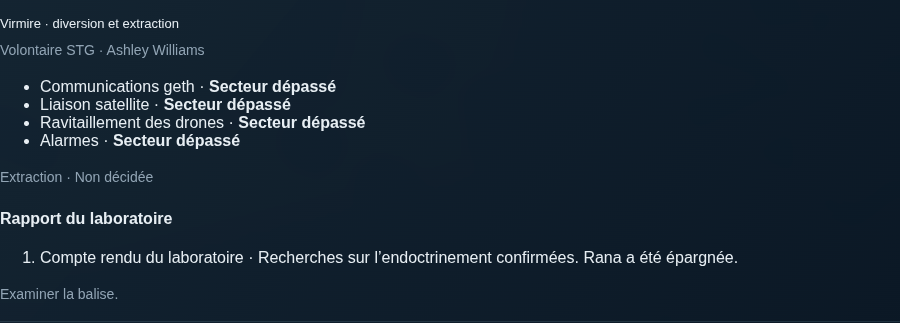 Virmire · diversion et extraction
Volontaire STG · Ashley Williams
• Communications geth · Secteur dépassé
• Liaison satellite · Secteur dépassé
• Ravitaillement des drones · Secteur dépassé
• Alarmes · Secteur dépassé
Extraction · Non décidée
Rapport du laboratoire
1. Compte rendu du laboratoire · Recherches sur l’endoctrinement confirmées. Rana a été épargnée.
Examiner la balise.